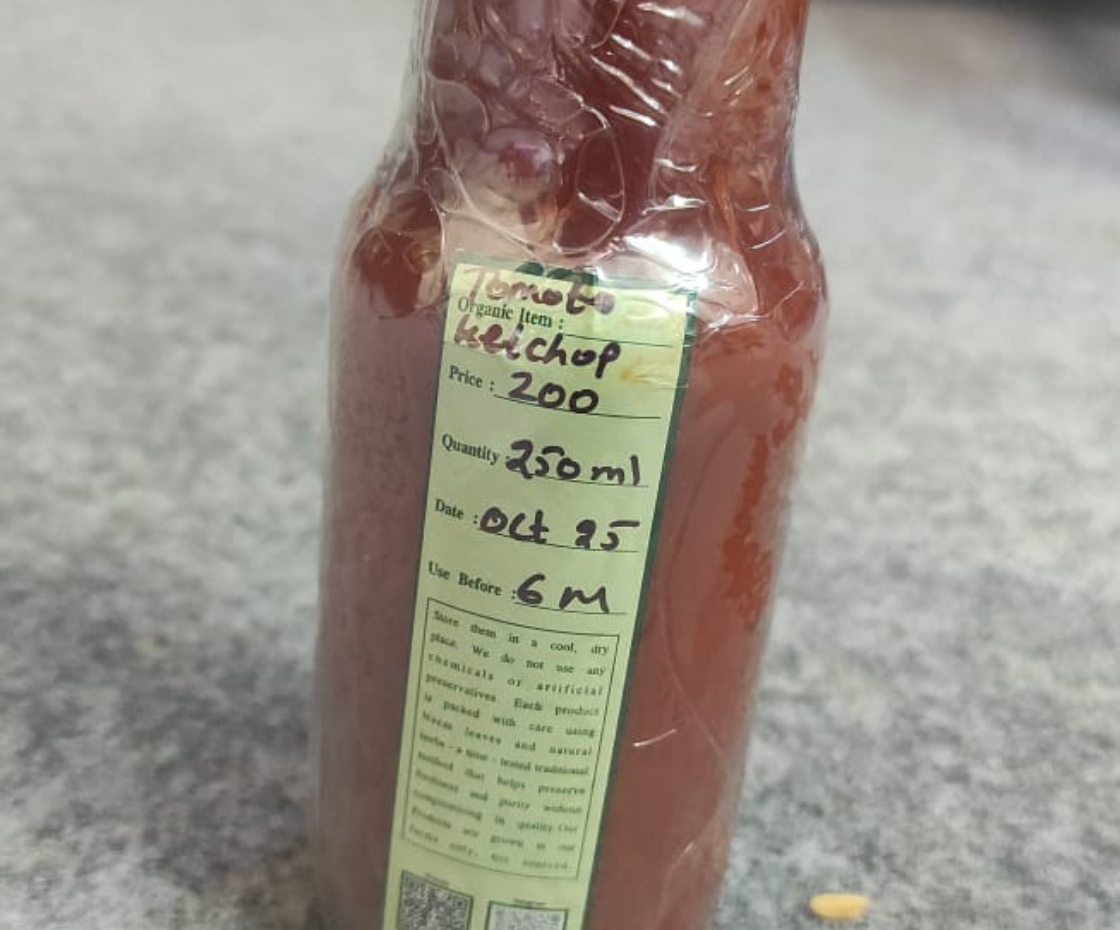 Tomato
Organic Item :
ketchop
Price : 200
Quantity : 250 ml
Date : Oct 25
Use Before : 6 M
Store them in a cool, dry
place. We do not use any
chemicals or artificial
preservatives. Each product
is packed with care using
Neem leaves and natural
herbs - a time - tested traditional
method that helps preserve
freshness and purity without
compromising in quality. Our
Products are grown at our
farms only, not sourced.